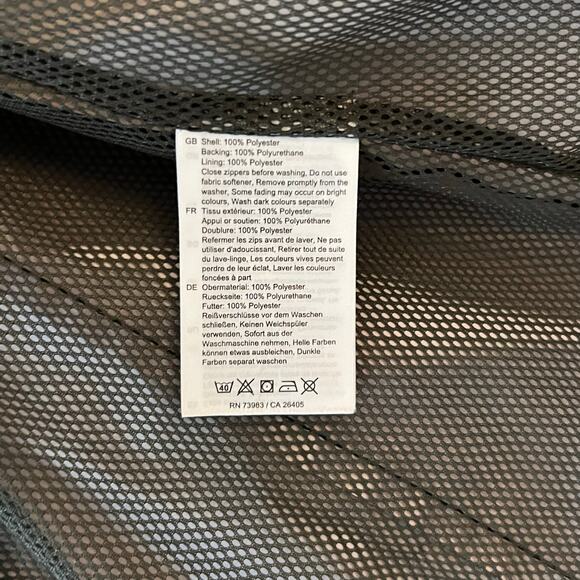 GB Shell: 100% Polyester
Backing: 100% Polyurethane
Lining: 100% Polyester
Close zippers before washing, Do not use
fabric softener, Remove promptly from the
washer, Some fading may occur on bright
colours, Wash dark colours separately
FR Tissu extérieur: 100% Polyester
Appui or soutien: 100% Polyuréthane
Doublure: 100% Polyester
Refermer les zips avant de laver, Ne pas
utiliser d'adoucissant, Retirer tout de suite
du lave-linge, Les couleurs vives peuvent
perdre de leur éclat, Laver les couleurs
foncées à part
DE Obermaterial: 100% Polyester
Rueckseite: 100% Polyurethane
Futter: 100% Polyester
Reißverschlüsse vor dem Waschen
schließen, Keinen Weichspüler
verwenden, Sofort aus der
Waschmaschine nehmen, Helle Farben
können etwas ausbleichen, Dunkle
Farben separat waschen
40
RN 73983 / CA 26405